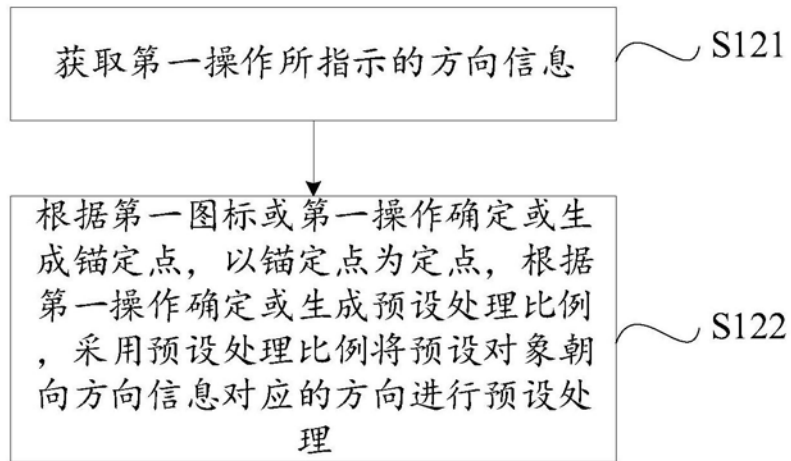 获取第一操作所指示的方向信息
S121
根据第一图标或第一操作确定或生
成锚定点，以锚定点为定点，根据
第一操作确定或生成预设处理比例
，采用预设处理比例将预设对象朝
向方向信息对应的方向进行预设处
理
S122